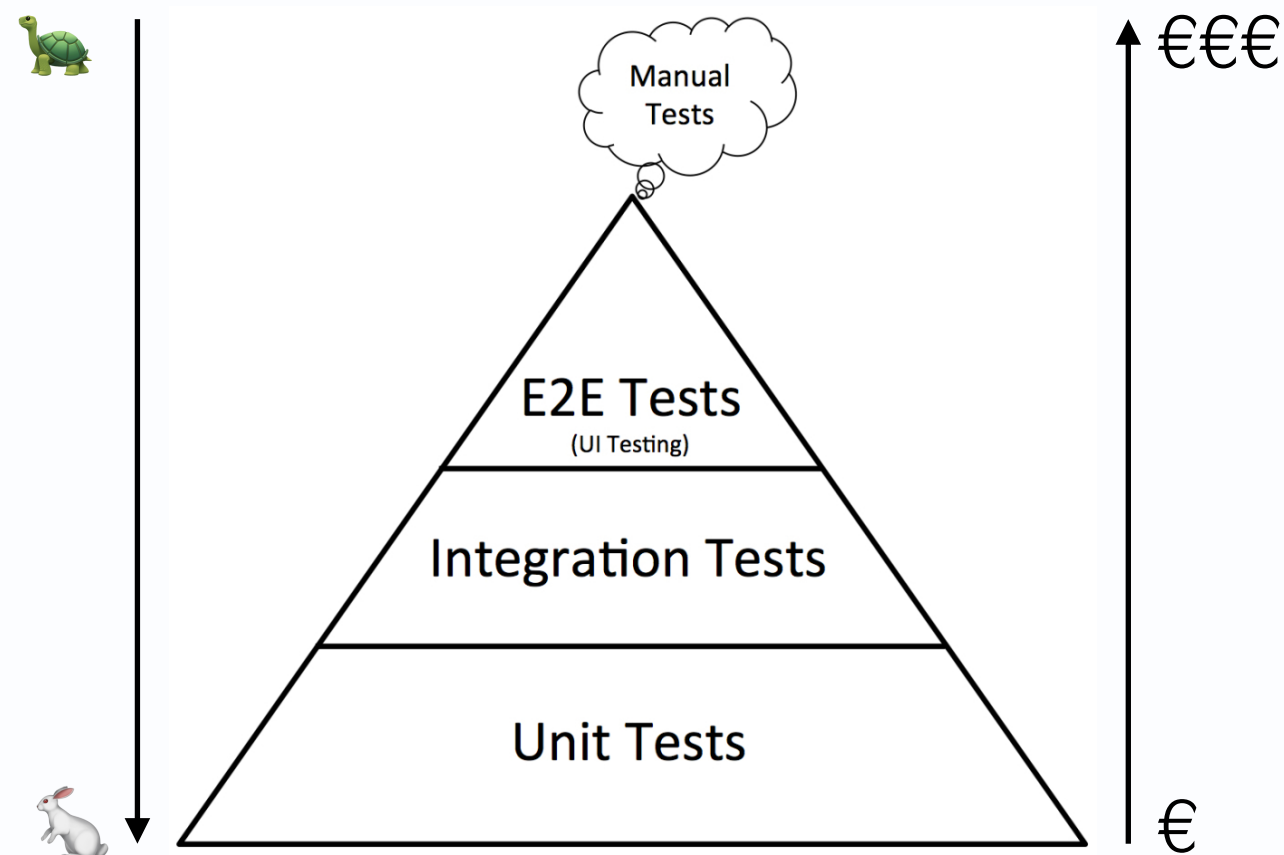 €€€
Manual
Tests
E2E Tests
(UI Testing)
Integration Tests
Unit Tests
€